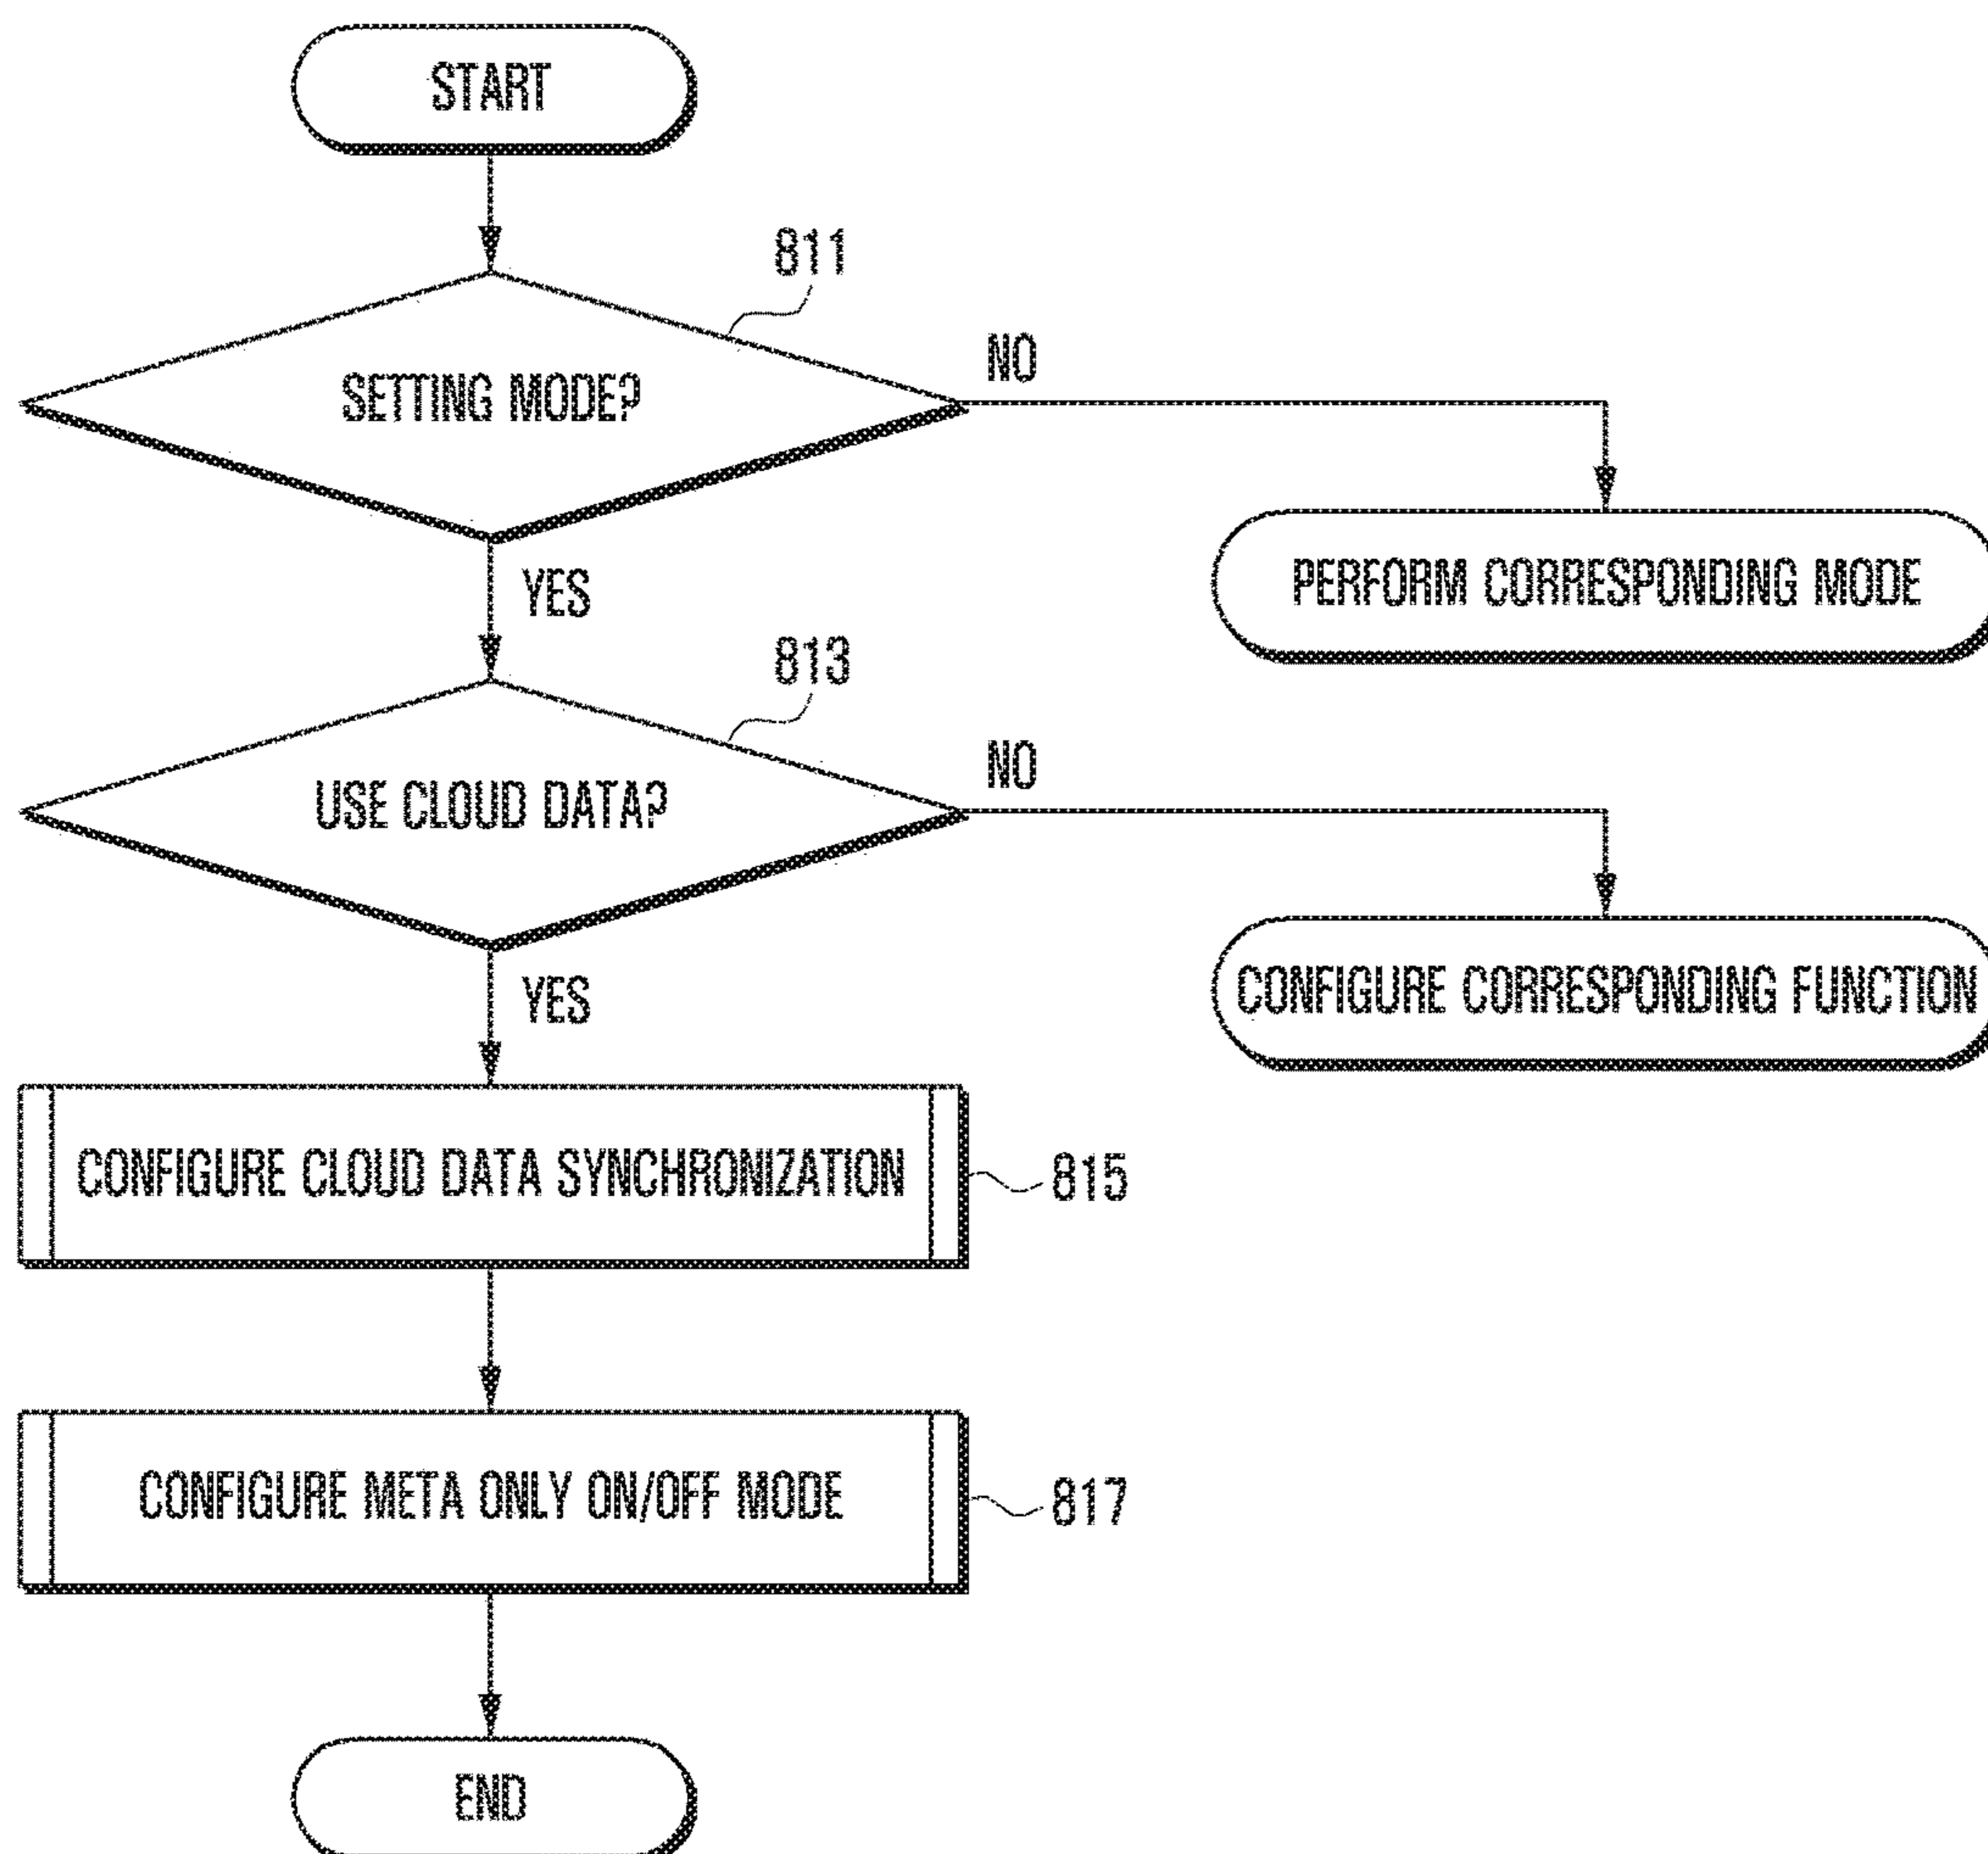 START
811
SETTING MODE?
NO
PERFORM CORRESPONDING MODE
YES
813
USE CLOUD DATA?
NO
CONFIGURE CORRESPONDING FUNCTION
YES
CONFIGURE CLOUD DATA SYNCHRONIZATION
815
CONFIGURE META ONLY ON/OFF MODE
817
END